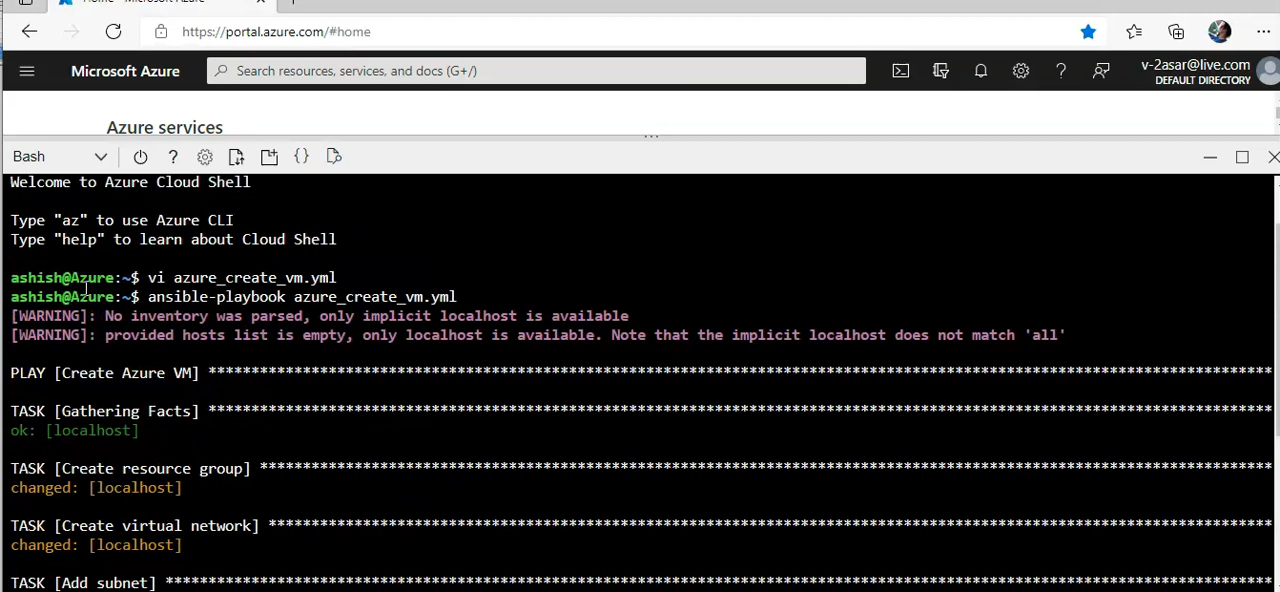 Home - Microsoft Azure
https://portal.azure.com/#home
Microsoft Azure
Search resources, services, and docs (G+/)
v-2asar@live.com
DEFAULT DIRECTORY
Azure services
Bash
Welcome to Azure Cloud Shell
Type "az" to use Azure CLI
Type "help" to learn about Cloud Shell
ashish@Azure:~$ vi azure_create_vm.yml
ashish@Azure:~$ ansible-playbook azure_create_vm.yml
[WARNING]: No inventory was parsed, only implicit localhost is available
[WARNING]: provided hosts list is empty, only localhost is available. Note that the implicit localhost does not match 'all'
PLAY [Create Azure VM] ****************************************************************************************************************************
TASK [Gathering Facts] ****************************************************************************************************************************
ok: [localhost]
TASK [Create resource group] **********************************************************************************************************************
changed: [localhost]
TASK [Create virtual network] *********************************************************************************************************************
changed: [localhost]
TASK [Add subnet] *********************************************************************************************************************************